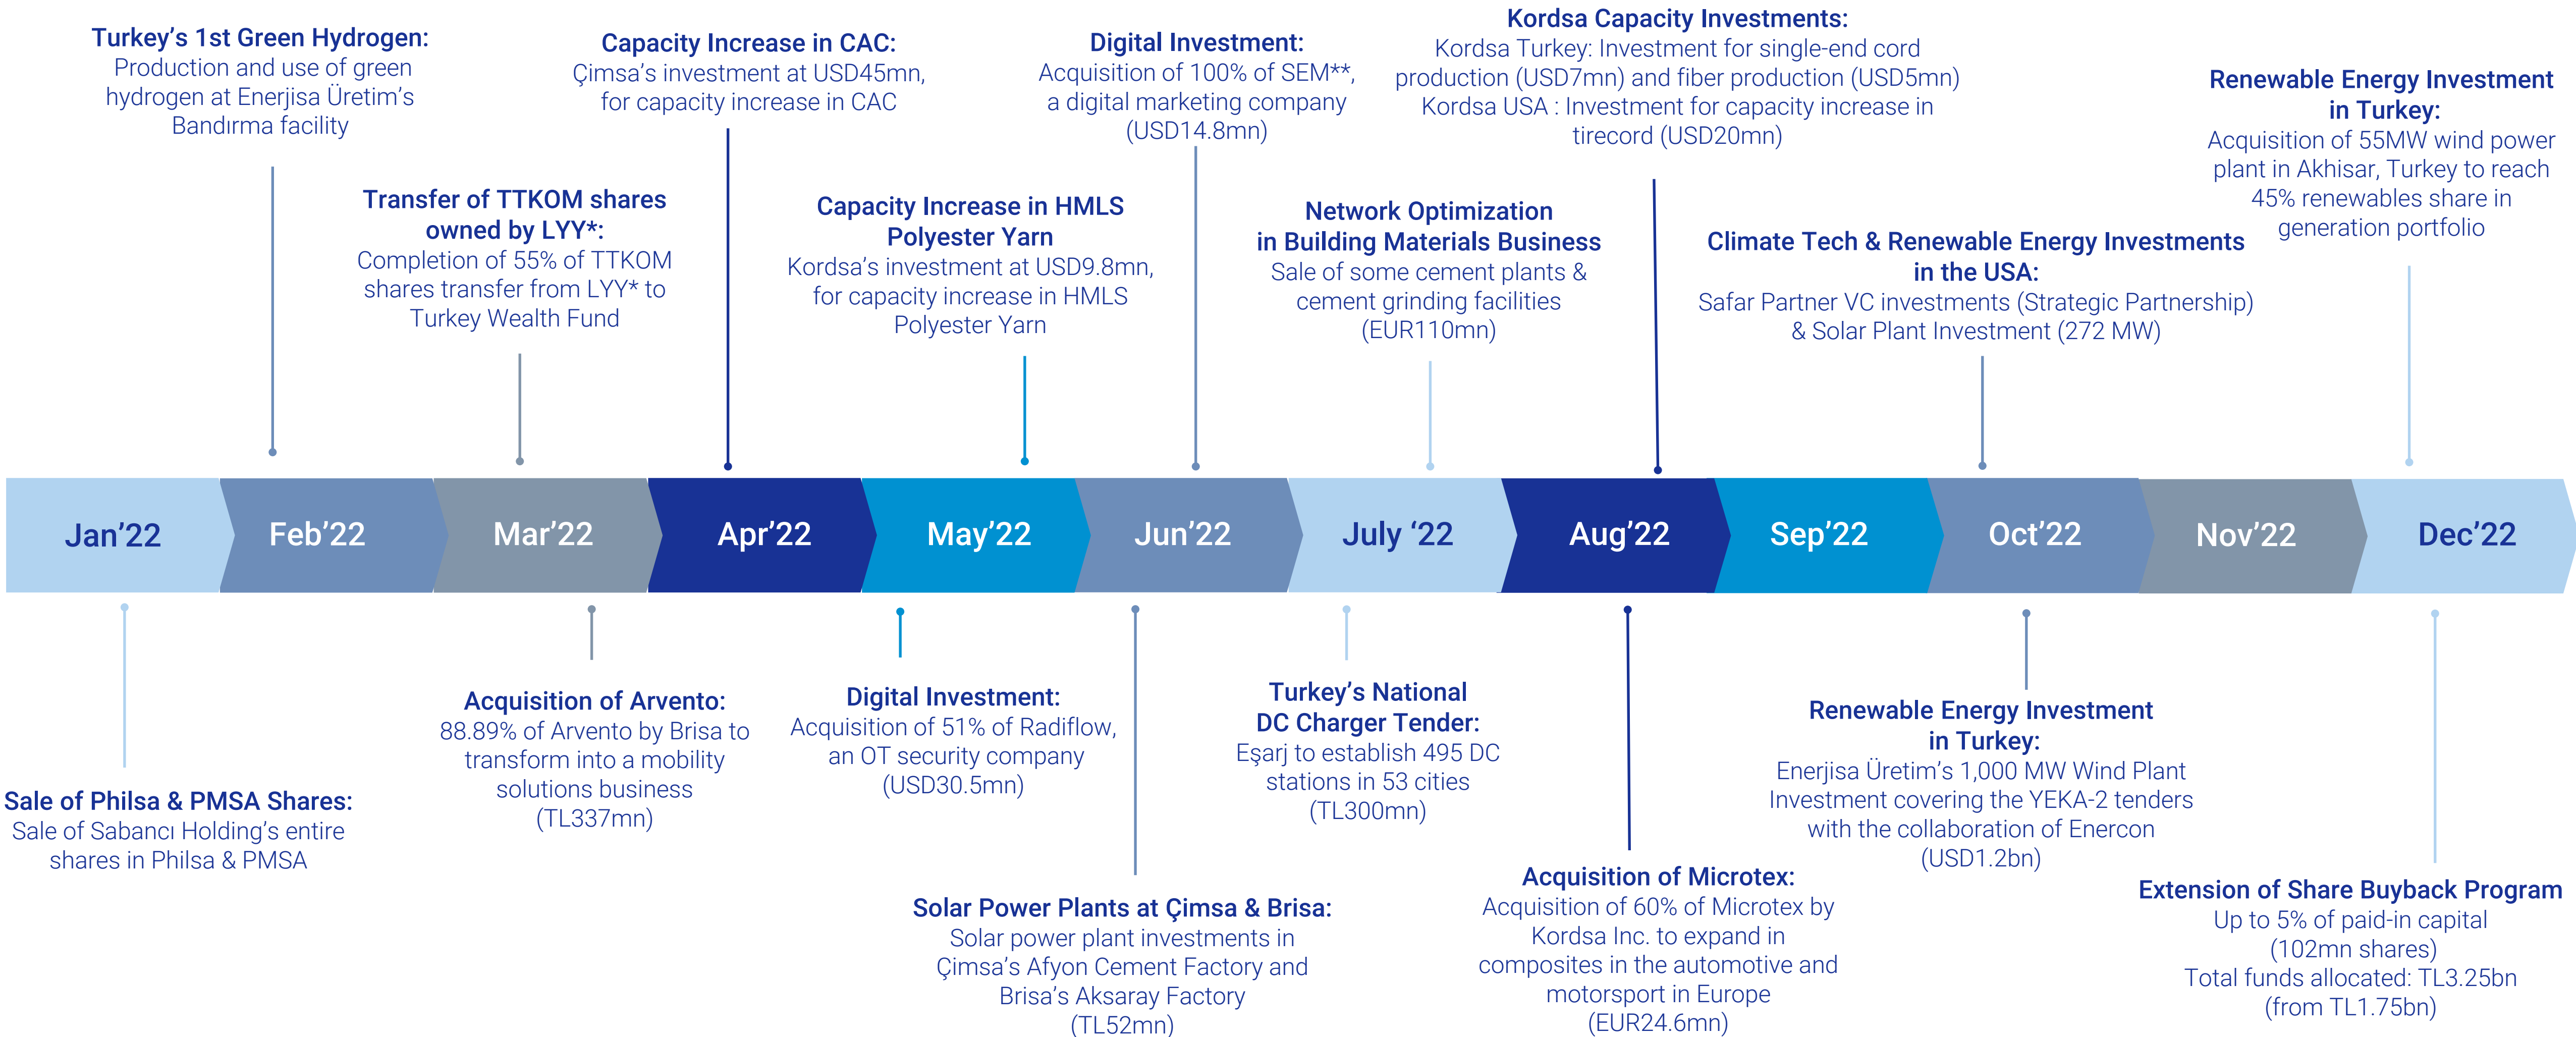 Turkey's 1st Green Hydrogen:
Production and use of green
hydrogen at Enerjisa Üretim's
Bandırma facility
Transfer of TTKOM shares
owned by LYY*:
Completion of 55% of TTKOM
shares transfer from LYY* to
Turkey Wealth Fund
Capacity Increase in CAC:
Çimsa's investment at USD45mn,
for capacity increase in CAC
Capacity Increase in HMLS
Polyester Yarn
Kordsa's investment at USD9.8mn,
for capacity increase in HMLS
Polyester Yarn
Digital Investment:
Acquisition of 100% of SEM**,
a digital marketing company
(USD14.8mn)
Network Optimization
in Building Materials Business
Sale of some cement plants &
cement grinding facilities
(EUR110mn)
Kordsa Capacity Investments:
Kordsa Turkey: Investment for single-end cord
production (USD7mn) and fiber production (USD5mn)
Kordsa USA : Investment for capacity increase in
tirecord (USD20mn)
Climate Tech & Renewable Energy Investments
in the USA:
Safar Partner VC investments (Strategic Partnership)
& Solar Plant Investment (272 MW)
Renewable Energy Investment
in Turkey:
Acquisition of 55MW wind power
plant in Akhisar, Turkey to reach
45% renewables share in
generation portfolio
Jan'22
Feb'22
Mar'22
Apr'22
May'22
Jun'22
July ‘22
Aug'22
Sep'22
Oct'22
Nov'22
Dec'22
Sale of Philsa & PMSA Shares:
Sale of Sabancı Holding's entire
shares in Philsa & PMSA
Acquisition of Arvento:
88.89% of Arvento by Brisa to
transform into a mobility
solutions business
(TL337mn)
Digital Investment:
Acquisition of 51% of Radiflow,
an OT security company
(USD30.5mn)
Solar Power Plants at Çimsa & Brisa:
Solar power plant investments in
Çimsa's Afyon Cement Factory and
Brisa's Aksaray Factory
(TL52mn)
Turkey's National
DC Charger Tender:
Eşarj to establish 495 DC
stations in 53 cities
(TL300mn)
Acquisition of Microtex:
Acquisition of 60% of Microtex by
Kordsa Inc. to expand in
composites in the automotive and
motorsport in Europe
(EUR24.6mn)
Renewable Energy Investment
in Turkey:
Enerjisa Üretim's 1,000 MW Wind Plant
Investment covering the YEKA-2 tenders
with the collaboration of Enercon
(USD1.2bn)
Extension of Share Buyback Program
Up to 5% of paid-in capital
(102mn shares)
Total funds allocated: TL3.25bn
(from TL1.75bn)